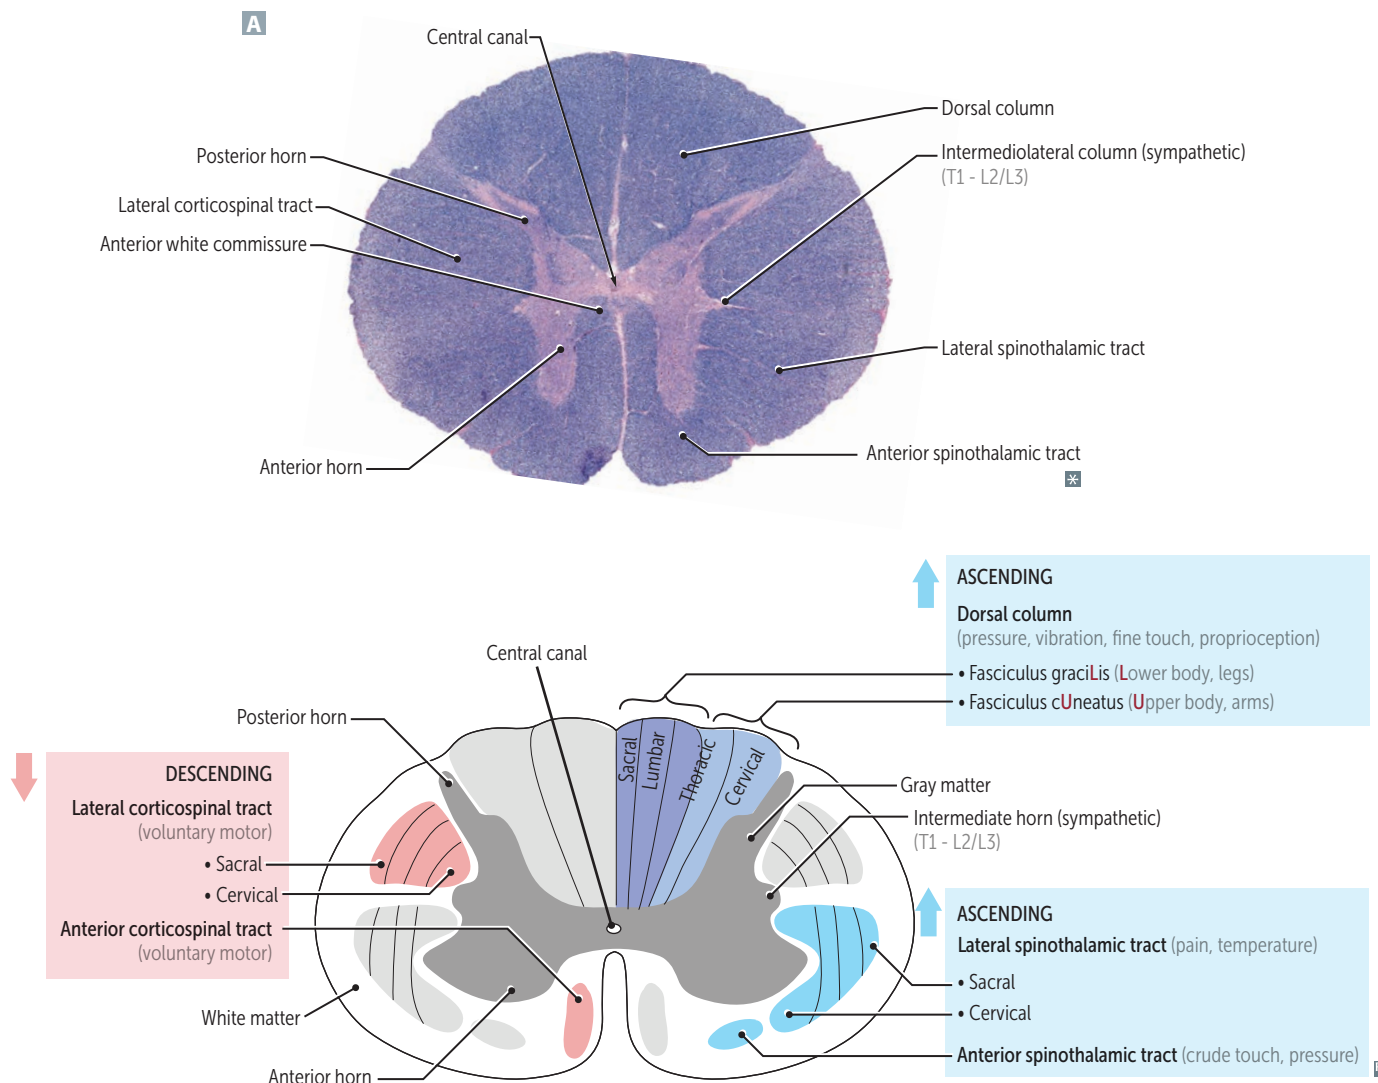 A
Central canal
Dorsal column
Posterior horn
Intermediolateral column (sympathetic)
(T1 - L2/L3)
Lateral corticospinal tract
Anterior white commissure
Lateral spinothalamic tract
Anterior spinothalamic tract
Anterior horn
ASCENDING
Dorsal column
(pressure, vibration, fine touch, proprioception)
• Fasciculus graciLis (Lower body, legs)
• Fasciculus cUneatus (Upper body, arms)
Central canal
Posterior horn
Sacral
Lumbar
Thoracic
Cervical
DESCENDING
Lateral corticospinal tract
(voluntary motor)
• Sacral
• Cervical
Anterior corticospinal tract
(voluntary motor)
Gray matter
Intermediate horn (sympathetic)
(T1 - L2/L3)
ASCENDING
Lateral spinothalamic tract (pain, temperature)
• Sacral
• Cervical
Anterior spinothalamic tract (crude touch, pressure)
White matter
Anterior horn